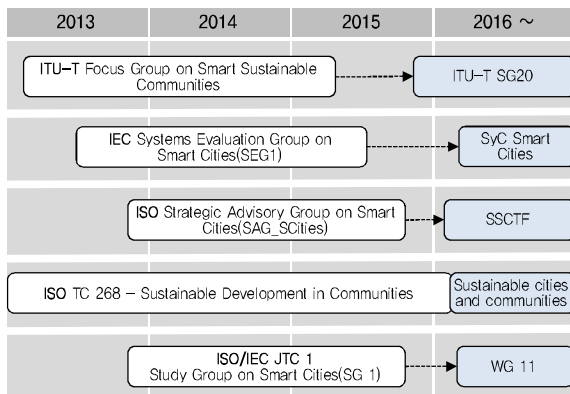 2013 2014 2015 2016 ~
ITU-T Focus Group on Smart Sustainable
Communities
ITU-T SG20
IEC Systems Evaluation Group on
Smart Cities(SEG1)
SyC Smart
Cities
ISO Strategic Advisory Group on Smart
Cities(SAG_SCities)
SSCTF
ISO TC 268 - Sustainable Development in Communities
Sustainable cities
and communities
ISO/IEC JTC 1
Study Group on Smart Cities(SG 1)
WG 11